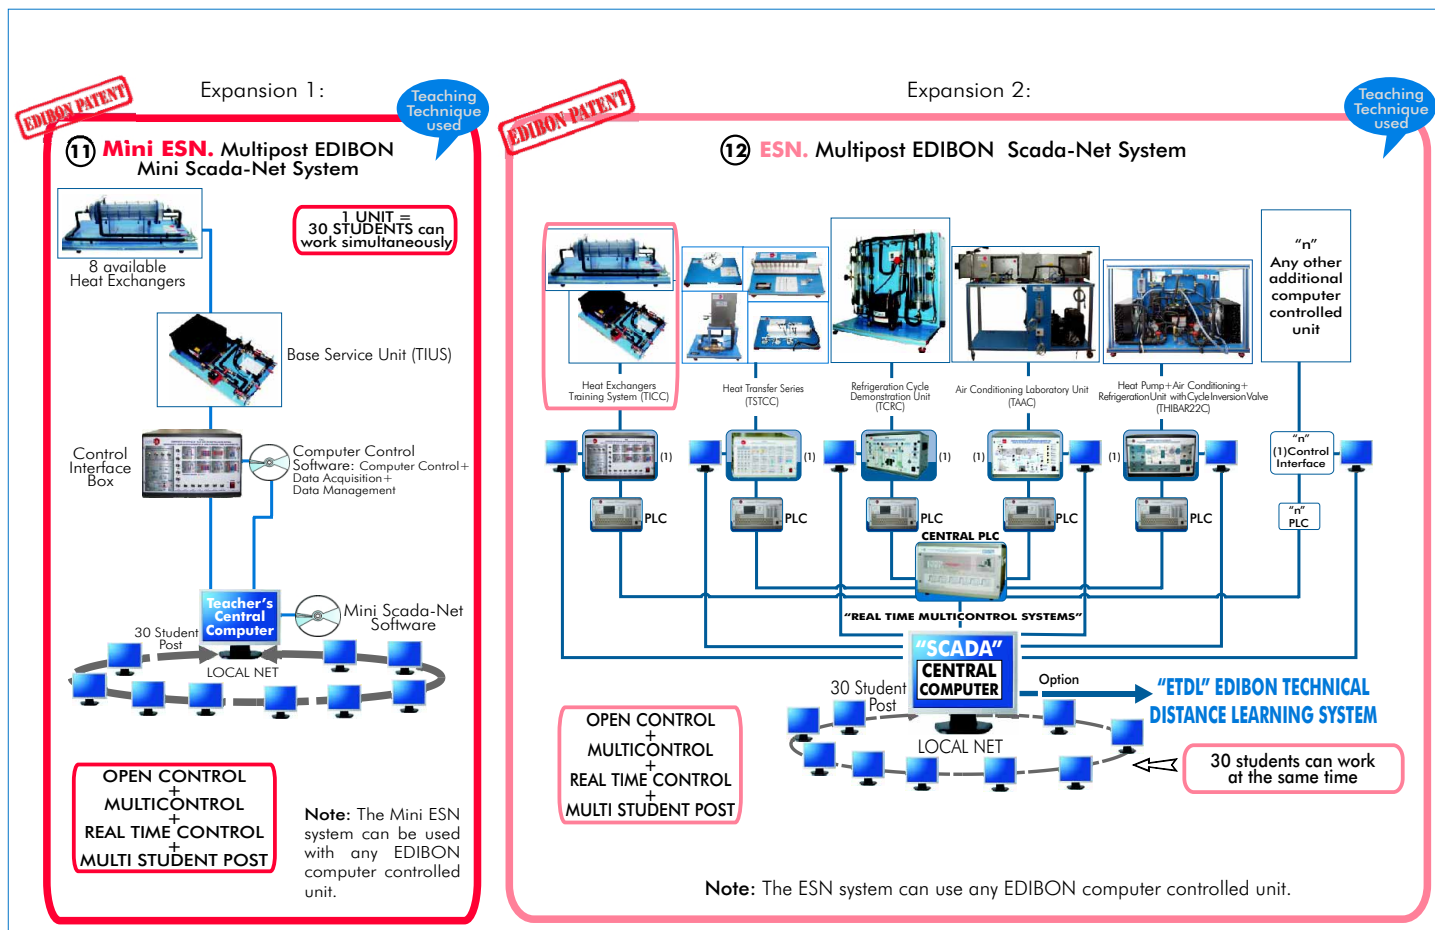 Expansion 1:
EDIBON PATENT
Teaching
Technique
used
11 Mini ESN. Multipost EDIBON
Mini Scada-Net System
1 UNIT =
30 STUDENTS can
work simultaneously
8 available
Heat Exchangers
Base Service Unit (TIUS)
Control
Interface
Box
Computer Control
Software: Computer Control+
Data Acquisition+
Data Management
Teacher's
Central
Computer
Mini Scada-Net
Software
30 Student
Post
LOCAL NET
OPEN CONTROL
+
MULTICONTROL
+
REAL TIME CONTROL
+
MULTI STUDENT POST
Note: The Mini ESN
system can be used
with any EDIBON
computer controlled
unit.
Expansion 2:
EDIBON PATENT
Teaching
Technique
used
12 ESN. Multipost EDIBON Scada-Net System
"n"
Any other
additional
computer
controlled
unit
Heat Exchangers
Training System (TICC)
Heat Transfer Series
(TSTCC)
Refrigeration Cycle
Demonstration Unit
(TCRC)
Air Conditioning Laboratory Unit
(TAAC)
Heat Pump+Air Conditioning+
Refrigeration Unit with Cycle Inversion Valve
(THIBAR22C)
(1)
(1)
(1)
(1)
(1)
"n"
(1)Control
Interface
PLC
PLC
PLC
PLC
PLC
"n"
PLC
CENTRAL PLC
"REAL TIME MULTICONTROL SYSTEMS"
"SCADA"
CENTRAL
COMPUTER
Option
"ETDL" EDIBON TECHNICAL
DISTANCE LEARNING SYSTEM
30 Student
Post
LOCAL NET
30 students can work
at the same time
OPEN CONTROL
+
MULTICONTROL
+
REAL TIME CONTROL
+
MULTI STUDENT POST
Note: The ESN system can use any EDIBON computer controlled unit.